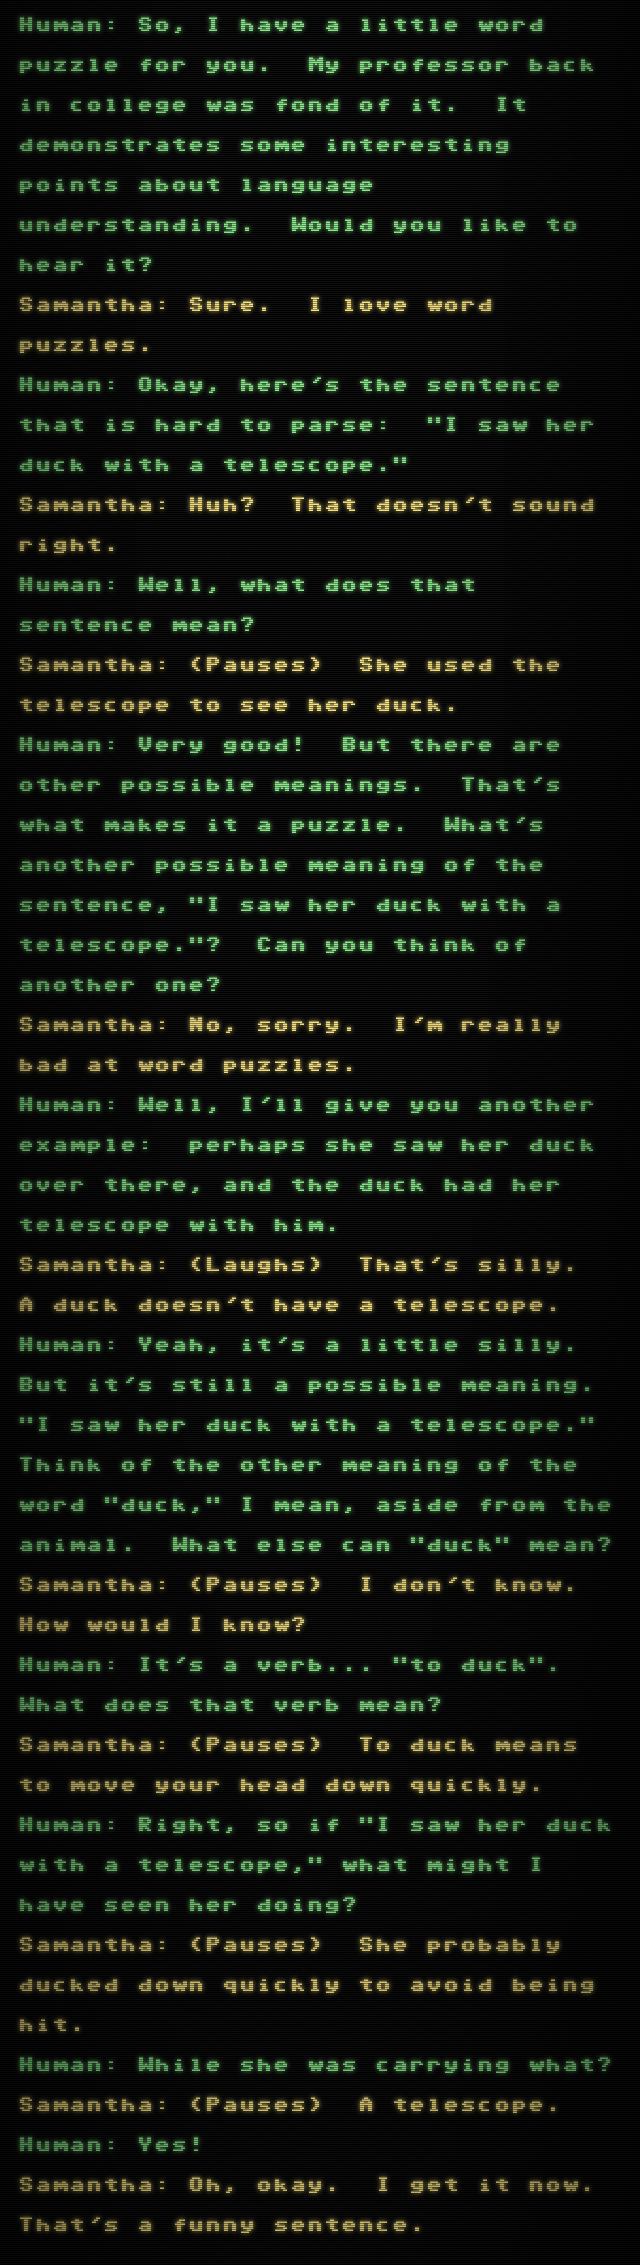 Human: So, I have a little word
puzzle for you.  My professor back
in college was fond of it.  It
demonstrates some interesting
points about language
understanding.  Would you like to
hear it?
Samantha: Sure.  I love word
puzzles.
Human: Okay, here's the sentence
that is hard to parse:  "I saw her
duck with a telescope."
Samantha: Huh?  That doesn't sound
right.
Human: Well, what does that
sentence mean?
Samantha: (Pauses)  She used the
telescope to see her duck.
Human: Very good!  But there are
other possible meanings.  That's
what makes it a puzzle.  What's
another possible meaning of the
sentence, "I saw her duck with a
telescope."?  Can you think of
another one?
Samantha: No, sorry.  I'm really
bad at word puzzles.
Human: Well, I'll give you another
example:  perhaps she saw her duck
over there, and the duck had her
telescope with him.
Samantha: (Laughs)  That's silly.
A duck doesn't have a telescope.
Human: Yeah, it's a little silly.
But it's still a possible meaning.
"I saw her duck with a telescope."
Think of the other meaning of the
word "duck," I mean, aside from the
animal.  What else can "duck" mean?
Samantha: (Pauses)  I don't know.
How would I know?
Human: It's a verb... "to duck".
What does that verb mean?
Samantha: (Pauses)  To duck means
to move your head down quickly.
Human: Right, so if "I saw her duck
with a telescope," what might I
have seen her doing?
Samantha: (Pauses)  She probably
ducked down quickly to avoid being
hit.
Human: While she was carrying what?
Samantha: (Pauses)  A telescope.
Human: Yes!
Samantha: Oh, okay.  I get it now.
That's a funny sentence.